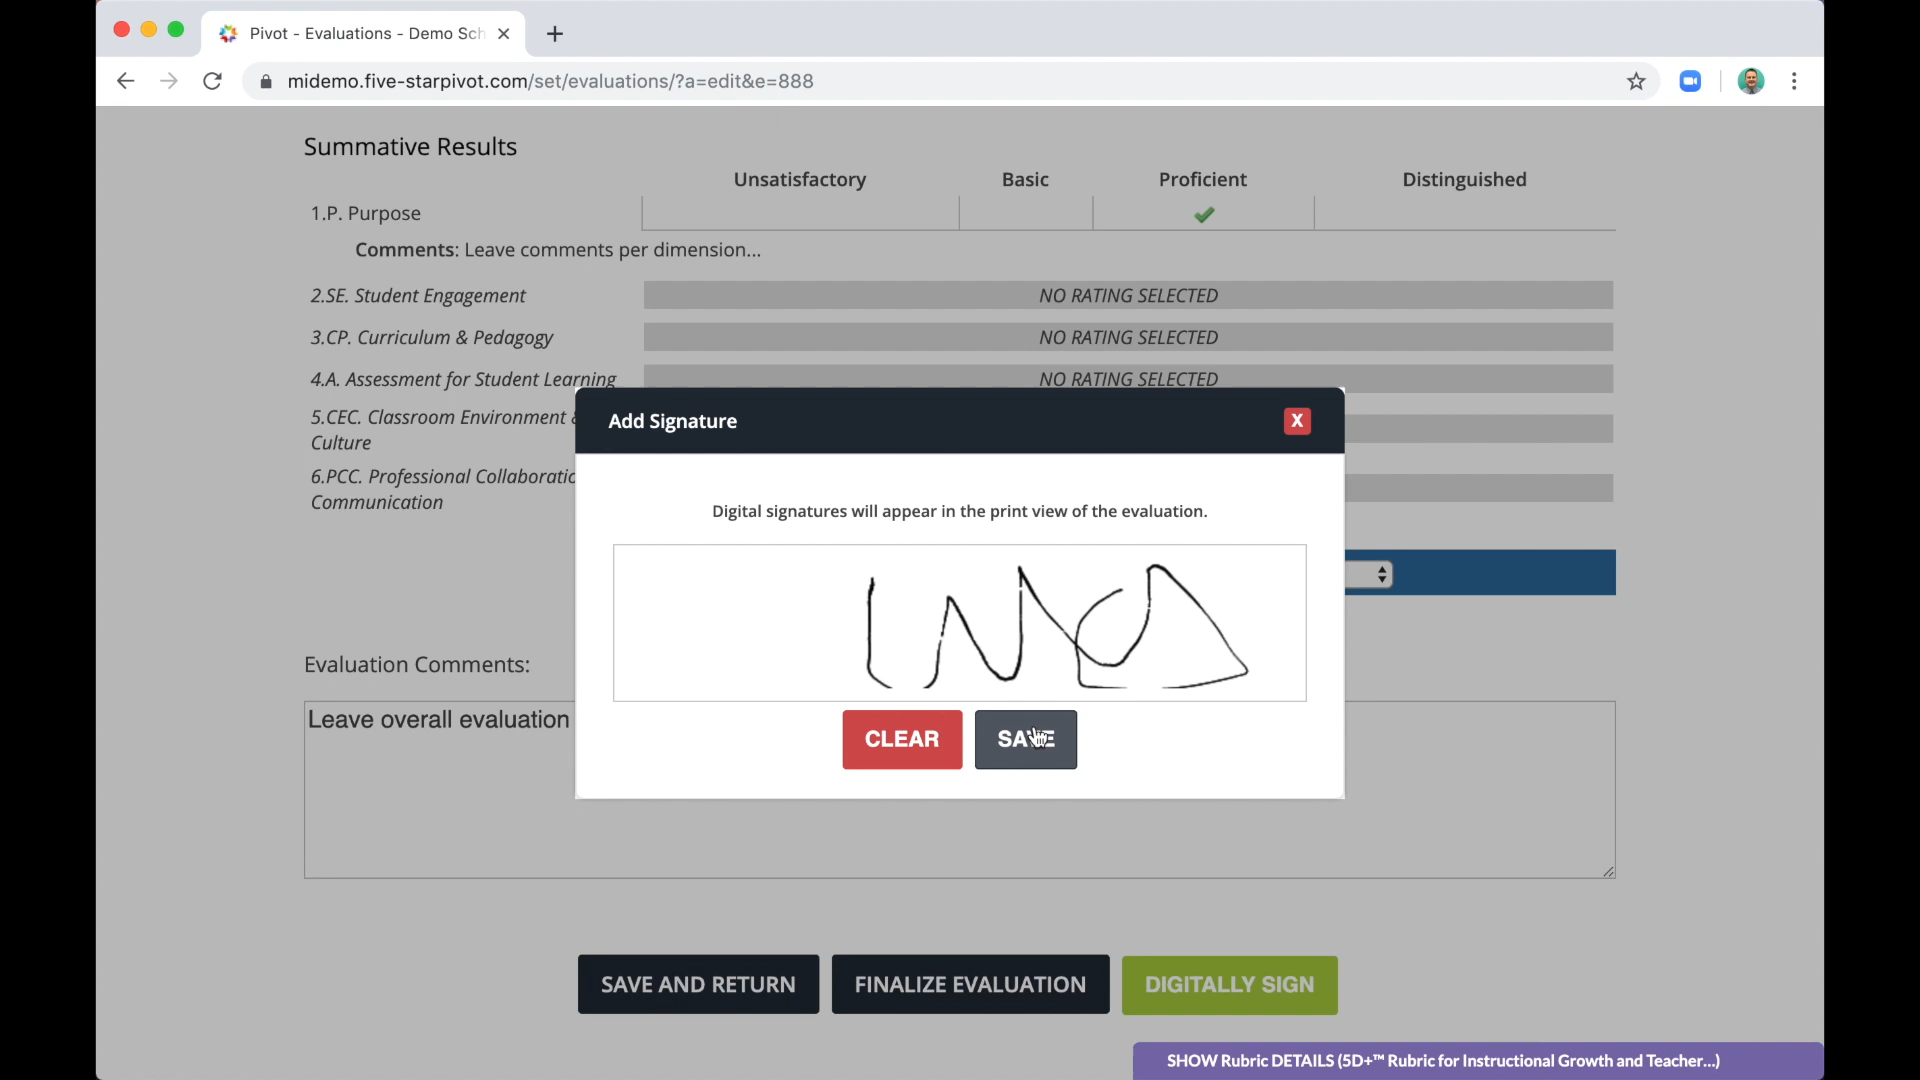 Pivot - Evaluations - Demo Sch
midemo.five-starpivot.com/set/evaluations/?a=edit&e=888
Summative Results
Unsatisfactory Basic Proficient Distinguished
1.P. Purpose
Comments: Leave comments per dimension...
2.SE. Student Engagement NO RATING SELECTED
3.CP. Curriculum & Pedagogy NO RATING SELECTED
4.A. Assessment for Student Learning NO RATING SELECTED
5.CEC. Classroom Environment &
Culture
6.PCC. Professional Collaboratio
Communication
Add Signature X
Digital signatures will appear in the print view of the evaluation.
CLEAR SAVE
Evaluation Comments:
Leave overall evaluation
SAVE AND RETURN FINALIZE EVALUATION DIGITALLY SIGN
SHOW Rubric DETAILS (5D+™ Rubric for Instructional Growth and Teacher...)